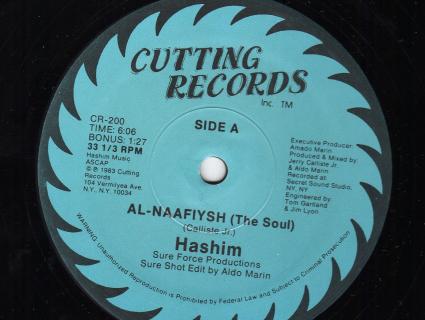 CUTTING
RECORDS
Inc. TM
CR-200
TIME: 6:06
BONUS: 1:27
33 1/3 RPM
Hashim Music
ASCAP
© ℗ 1983 Cutting
Records
104 Vermilyea Ave.
N.Y., N.Y. 10034
SIDE A
Executive Producer:
Amado Marin
Produced & Mixed by:
Jerry Calliste Jr.
& Aldo Marin
Recorded at
Secret Sound Studio,
NY, NY
Engineered by:
Tom Gartland
& Jim Lyon
AL-NAAFIYSH (The Soul)
(Calliste Jr.)
Hashim
Sure Force Productions
Sure Shot Edit by Aldo Marin
WARNING: Unauthorized Reproduction is Prohibited by Federal Law and Subject to Criminal Prosecution.